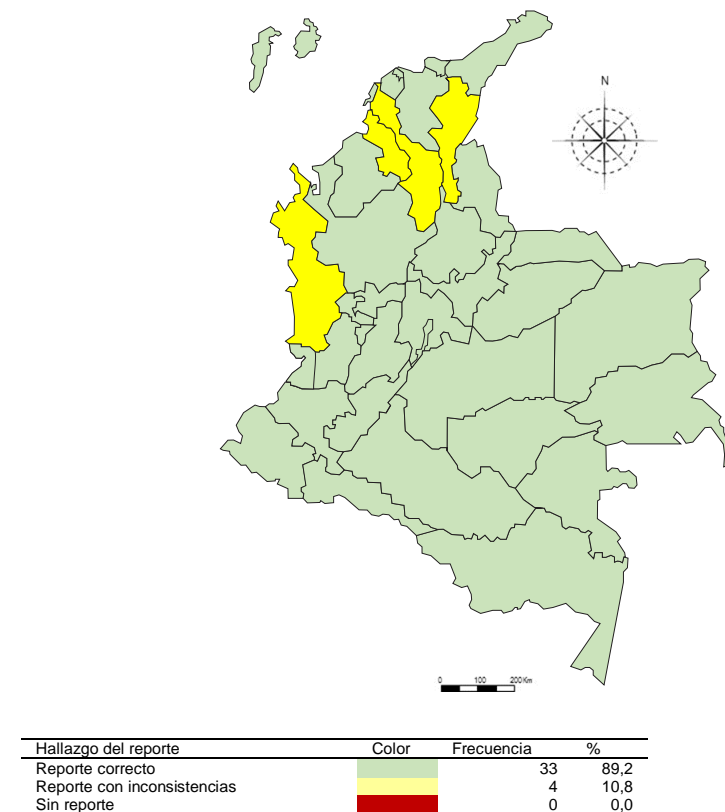 N
0 100 200 Km
Hallazgo del reporte Color Frecuencia %
Reporte correcto 33 89,2
Reporte con inconsistencias 4 10,8
Sin reporte 0 0,0